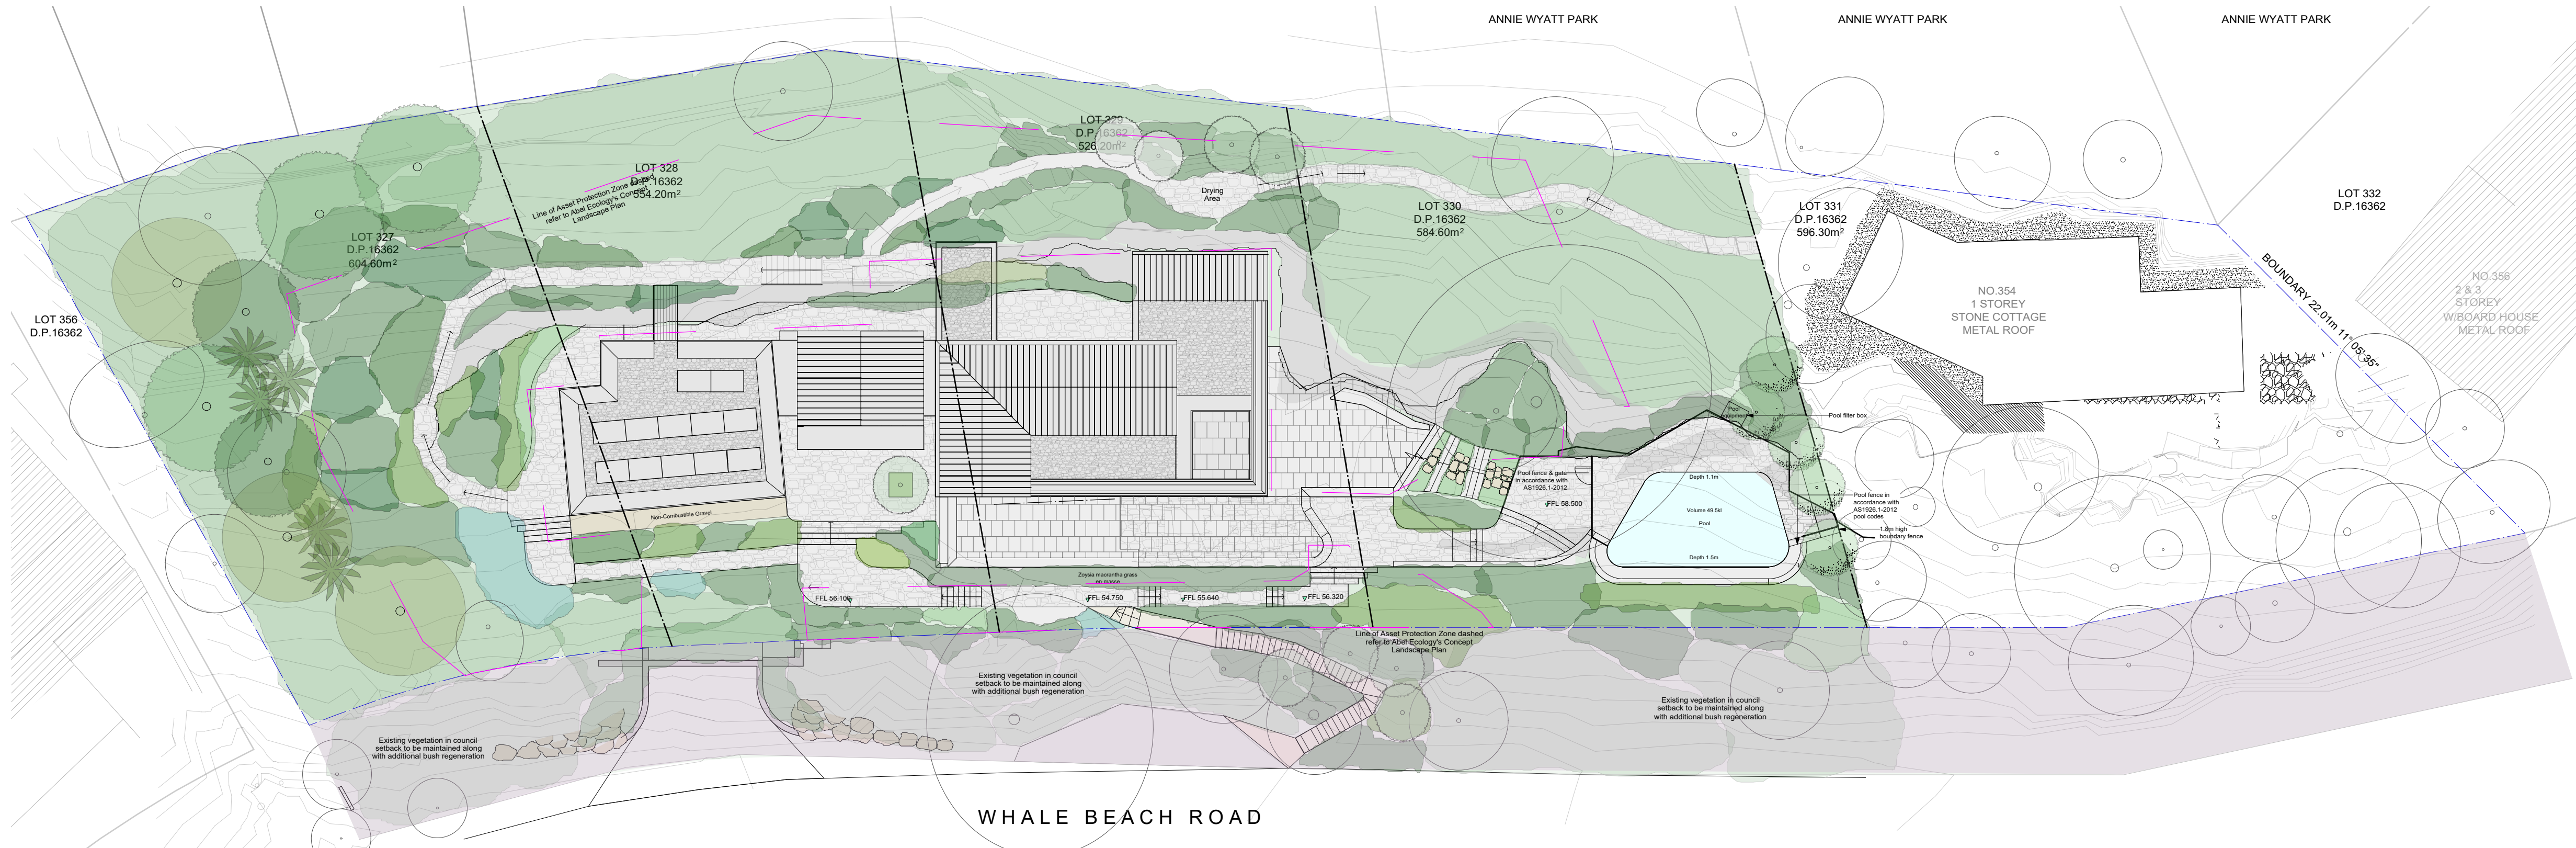 ANNIE WYATT PARK
ANNIE WYATT PARK
ANNIE WYATT PARK
LOT 329
D.P.16362
526.20m²
LOT 328
D.P.16362
554.20m²
Line of Asset Protection Zone dashed
refer to Abel Ecology's Concept
Landscape Plan
Drying
Area
LOT 330
D.P.16362
584.60m²
LOT 331
D.P.16362
596.30m²
LOT 332
D.P.16362
LOT 327
D.P.16362
604.60m²
LOT 356
D.P.16362
BOUNDARY 22.01m 11° 05'35"
NO.354
1 STOREY
STONE COTTAGE
METAL ROOF
NO.356
2 & 3
STOREY
W/BOARD HOUSE
METAL ROOF
Pool
Pool filter box
Pool fence & gate
in accordance with
AS1926.1-2012
FFL 58.500
Depth 1.1m
Volume 49.5kl
Pool
Depth 1.5m
Pool fence in
accordance with
AS1926.1-2012
pool codes
1.8m high
boundary fence
Non-Combustible Gravel
Zoysia macrantha grass
en-masse
FFL 56.100
FFL 54.750
FFL 55.640
FFL 56.320
Line of Asset Protection Zone dashed
refer to Abel Ecology's Concept
Landscape Plan
Existing vegetation in council
setback to be maintained along
with additional bush regeneration
Existing vegetation in council
setback to be maintained along
with additional bush regeneration
Existing vegetation in council
setback to be maintained along
with additional bush regeneration
WHALE BEACH ROAD